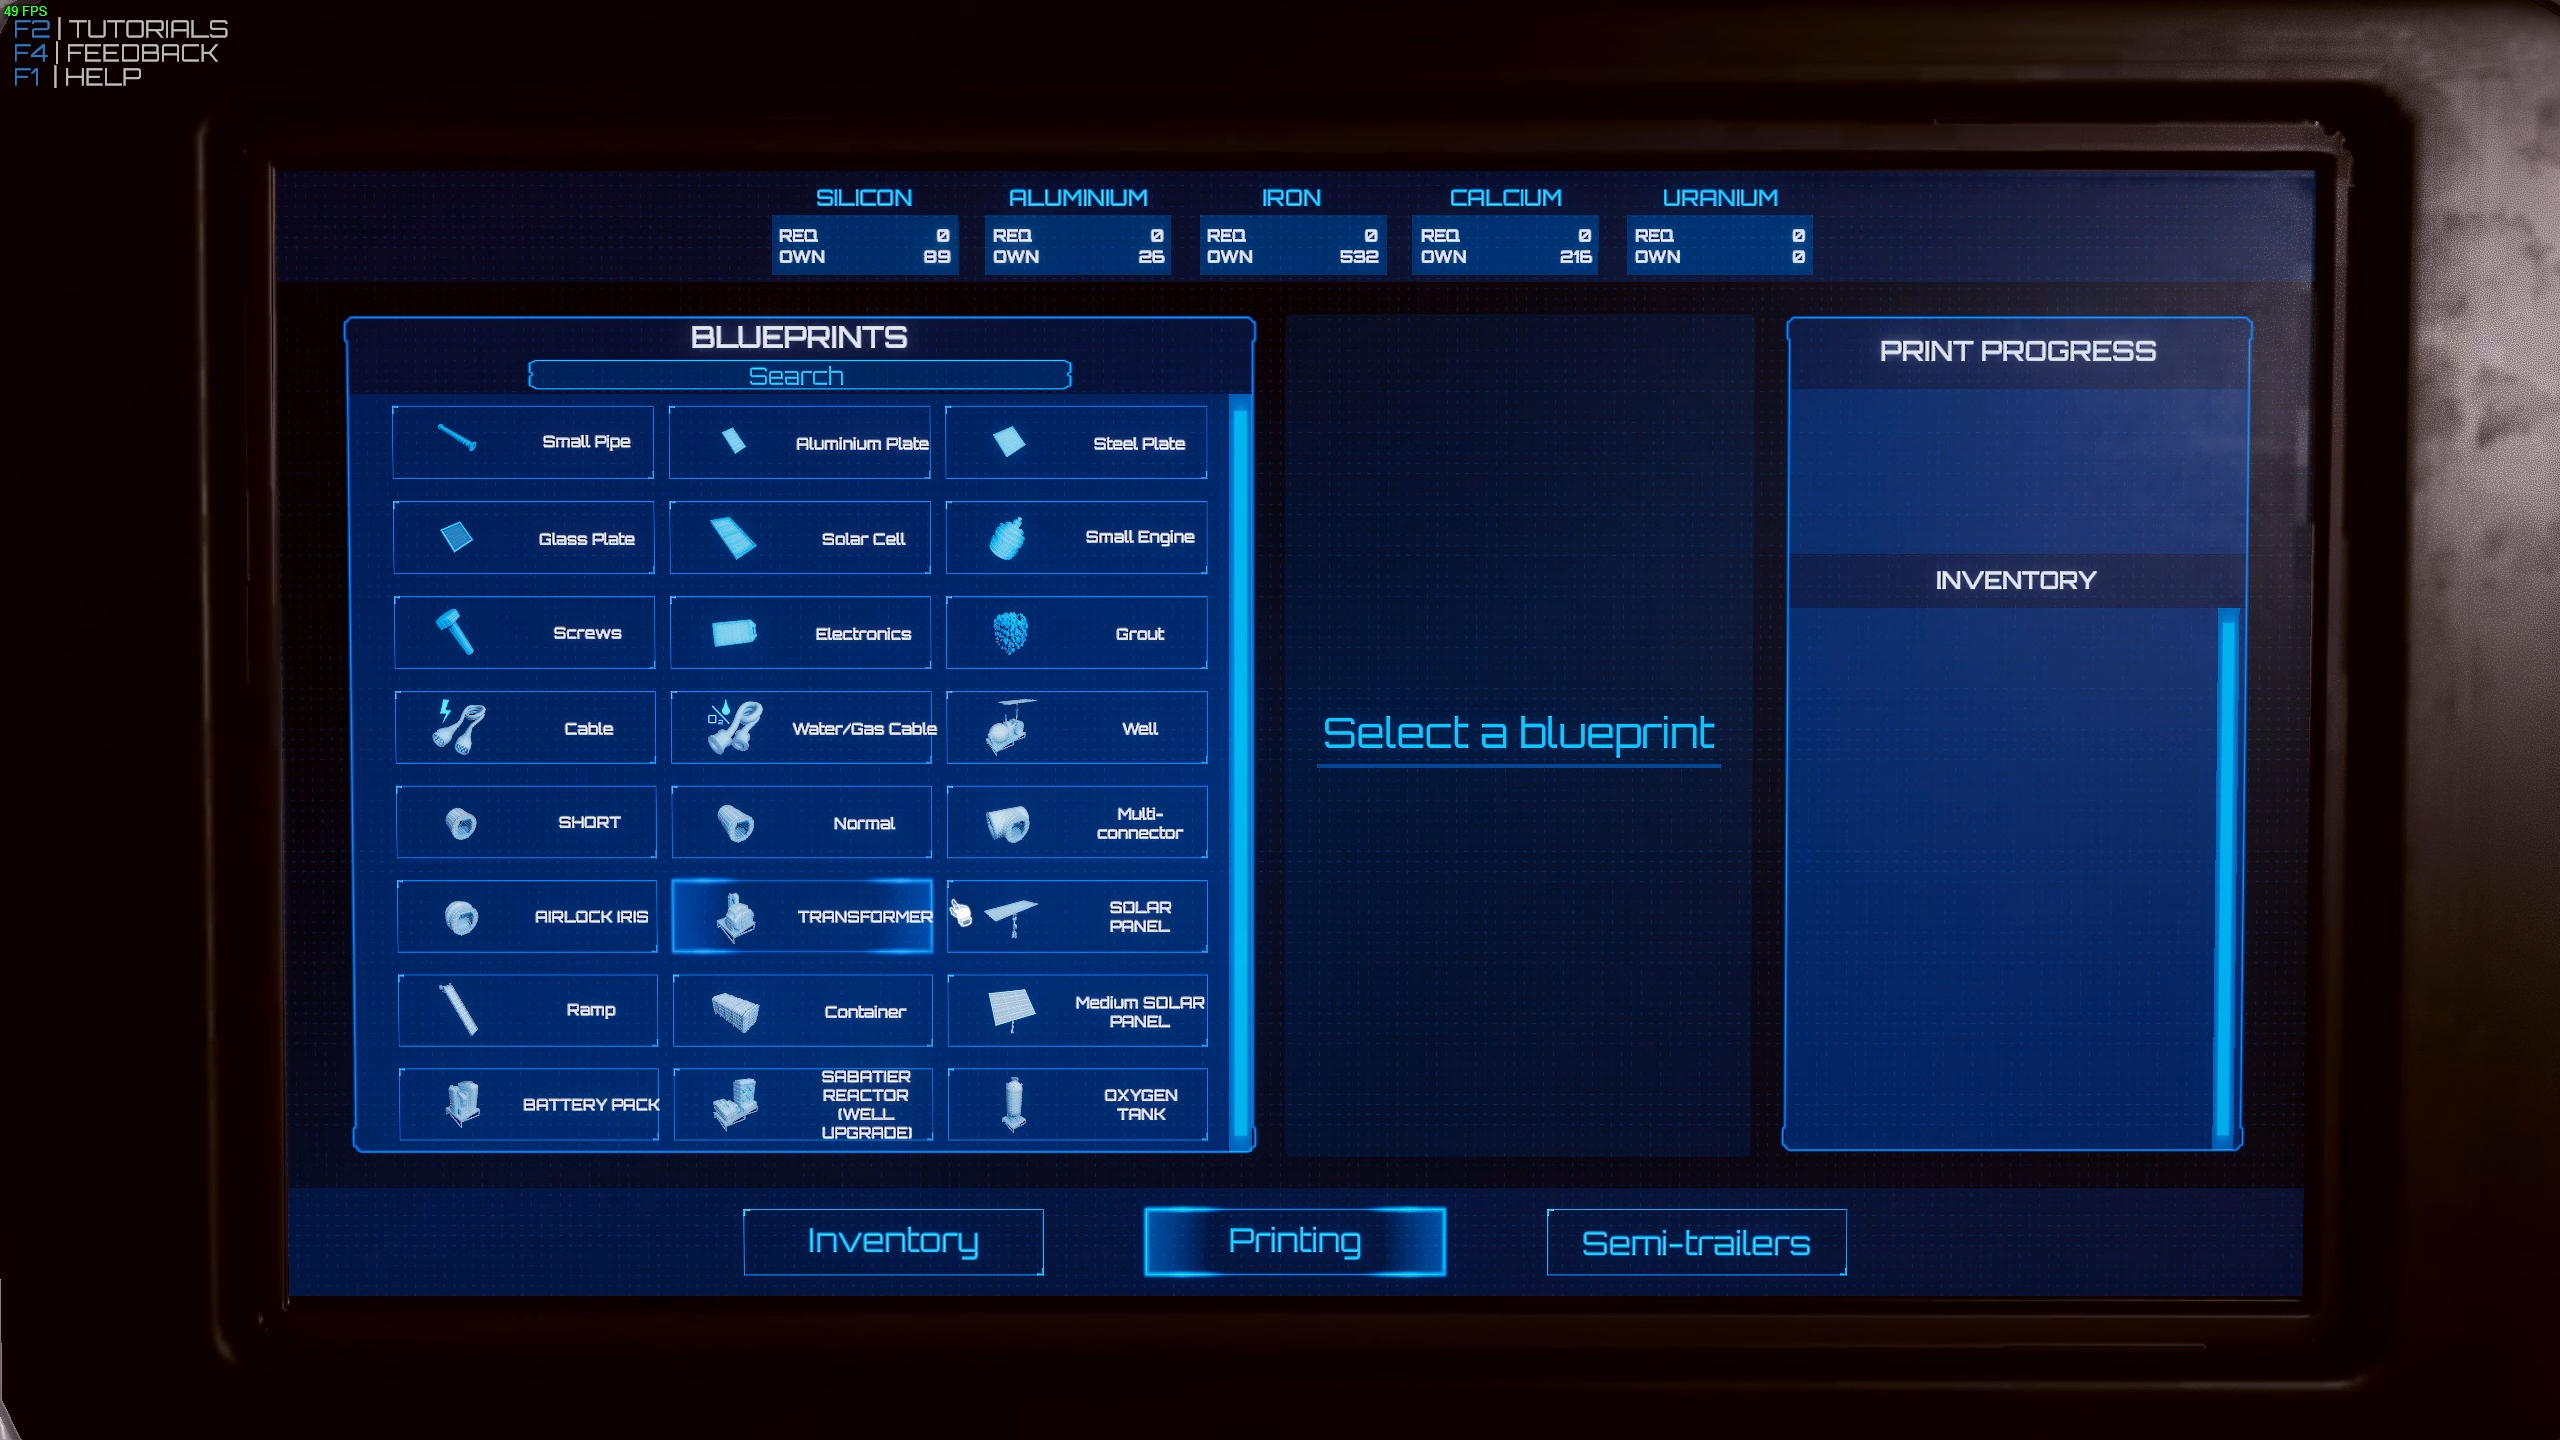 49 FPS
F2 | TUTORIALS
F4 | FEEDBACK
F1 | HELP
SILICON
REQ 0
OWN 89
ALUMINIUM
REQ 0
OWN 26
IRON
REQ 0
OWN 532
CALCIUM
REQ 0
OWN 216
URANIUM
REQ 0
OWN 0
BLUEPRINTS
Search
Small Pipe
Aluminium Plate
Steel Plate
Glass Plate
Solar Cell
Small Engine
Screws
Electronics
Grout
Cable
Water/Gas Cable
Well
SHORT
Normal
Multi-
connector
AIRLOCK IRIS
TRANSFORMER
SOLAR
PANEL
Ramp
Container
Medium SOLAR
PANEL
BATTERY PACK
SABATIER
REACTOR
(WELL
UPGRADE)
OXYGEN
TANK
Select a blueprint
PRINT PROGRESS
INVENTORY
Inventory
Printing
Semi-trailers